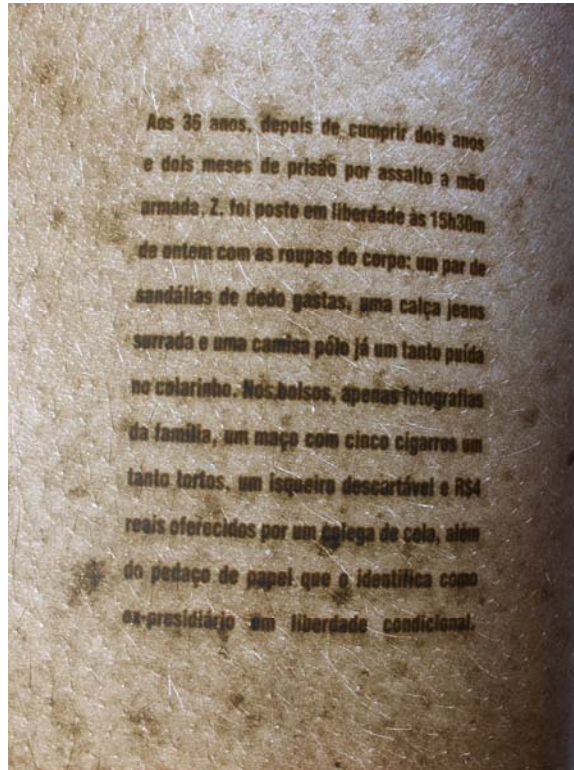 Aos 36 anos, depois de cumprir dois anos
e dois meses de prisão por assalto a mão
armada, Z. foi posto em liberdade às 15h30m
de ontem com as roupas do corpo: um par de
sandálias de dedo gastas, uma calça jeans
surrada e uma camisa pólo já um tanto puída
no colarinho. Nos bolsos, apenas fotografias
da família, um maço com cinco cigarros um
tanto tortos, um isqueiro descartável e R$4
reais oferecidos por um colega de cela, além
do pedaço de papel que o identifica como
ex-presidiário em liberdade condicional.